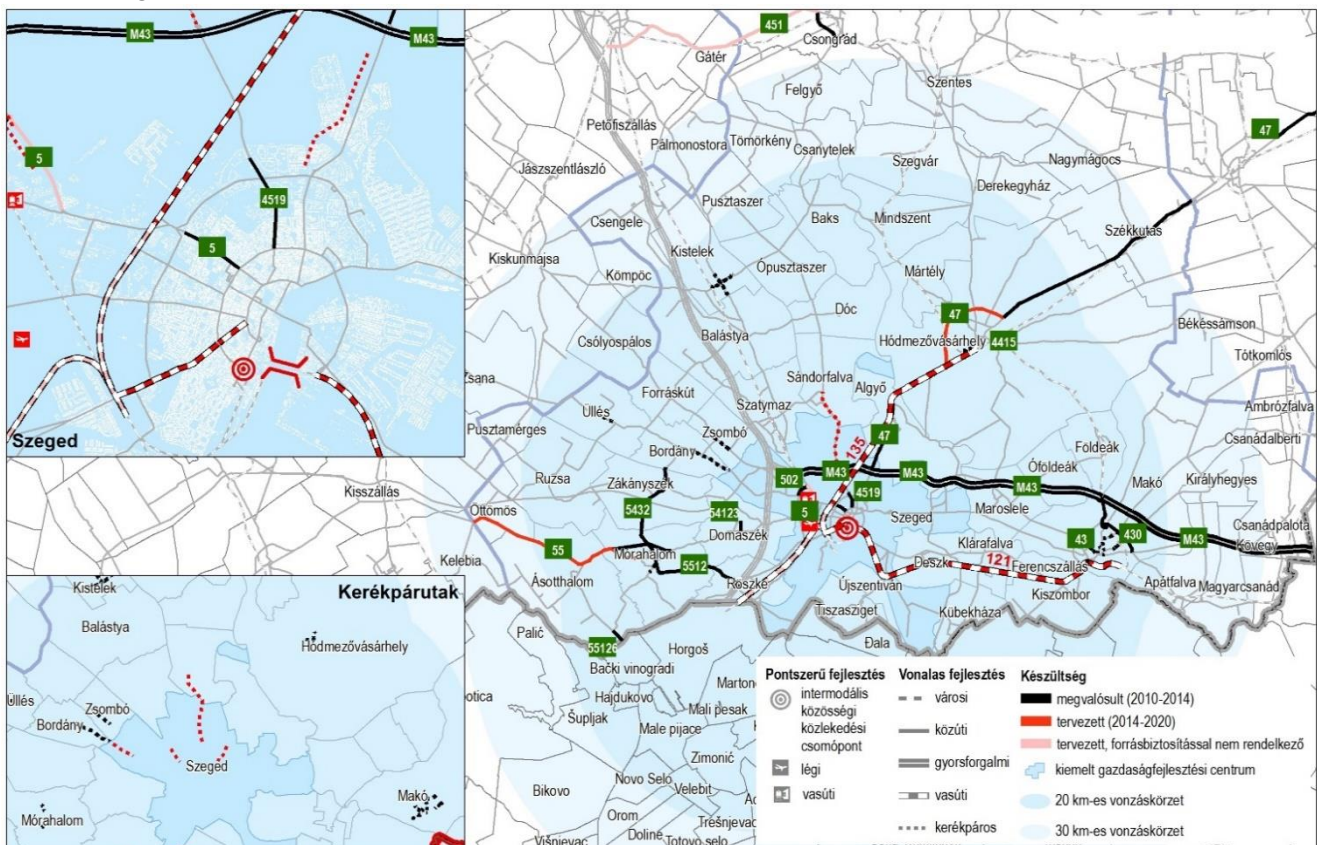 M43
M43
5
4519
5
Szeged
451
Gátér
Csongrád
Szentes
Felgyő
47
Petőfiszállás
Pálmonostora
Tömörkény
Csanytelek
Szegvár
Nagymágocs
Jászszentlászló
Derekegyház
Pusztaszer
Baks
Mindszent
Csengele
Székkutas
Kistelek
Kiskunmajsa
Ópusztaszer
Kömpöc
Mártély
Dóc
47
Békéssámson
Balástya
Hódmezővásárhely
4415
Csólyospálos
Tótkomlós
Zsana
Sándorfalva
Algyő
Forráskút
Szatymaz
Üllés
Ambrózfalva
Pusztamérges
Zsombó
47
Földeák
Csanádalberti
Bordány
135
Óföldeák
Ruzsa
502
M43
M43
Makó
Királyhegyes
Kisszállás
Zákányszék
4519
M43
Maroslele
Öttömös
5432
54123
5
Szeged
Csanádpalota
Domaszék
Klárafalva
43
430
M43
Kövegy
55
Mórahalom
Kelebia
5512
Deszk
121
Ferencszállás
Ásotthalom
Röszke
Újszentiván
Kiszombor
Apátfalva
Magyarcsanád
Tiszasziget
Kübekháza
Palić
55126
Horgoš
Đala
Bački vinogradi
Hajdukovo
Šupljak
Mali pesak
Male pijace
Zimonić
Novo Selo
Velebit
Bikovo
Orom
Doline
Totovo selo
Višnjevac
Kistelek
Kerékpárutak
Balástya
Hódmezővásárhely
Üllés
Zsombó
Bordány
Szeged
Makó
Mórahalom
Pontszerű fejlesztés
intermodális
közösségi
közlekedési
csomópont
légi
vasúti
Vonalas fejlesztés
városi
közúti
gyorsforgalmi
vasúti
kerékpáros
Készültség
megvalósult (2010-2014)
tervezett (2014-2020)
tervezett, forrásbiztosítással nem rendelkező
kiemelt gazdaságfejlesztési centrum
20 km-es vonzáskörzet
30 km-es vonzáskörzet